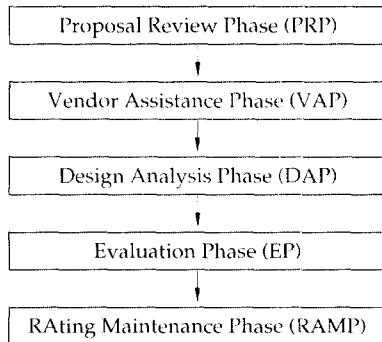 Proposal Review Phase (PRP)
Vendor Assistance Phase (VAP)
Design Analysis Phase (DAP)
Evaluation Phase (EP)
RAting Maintenance Phase (RAMP)